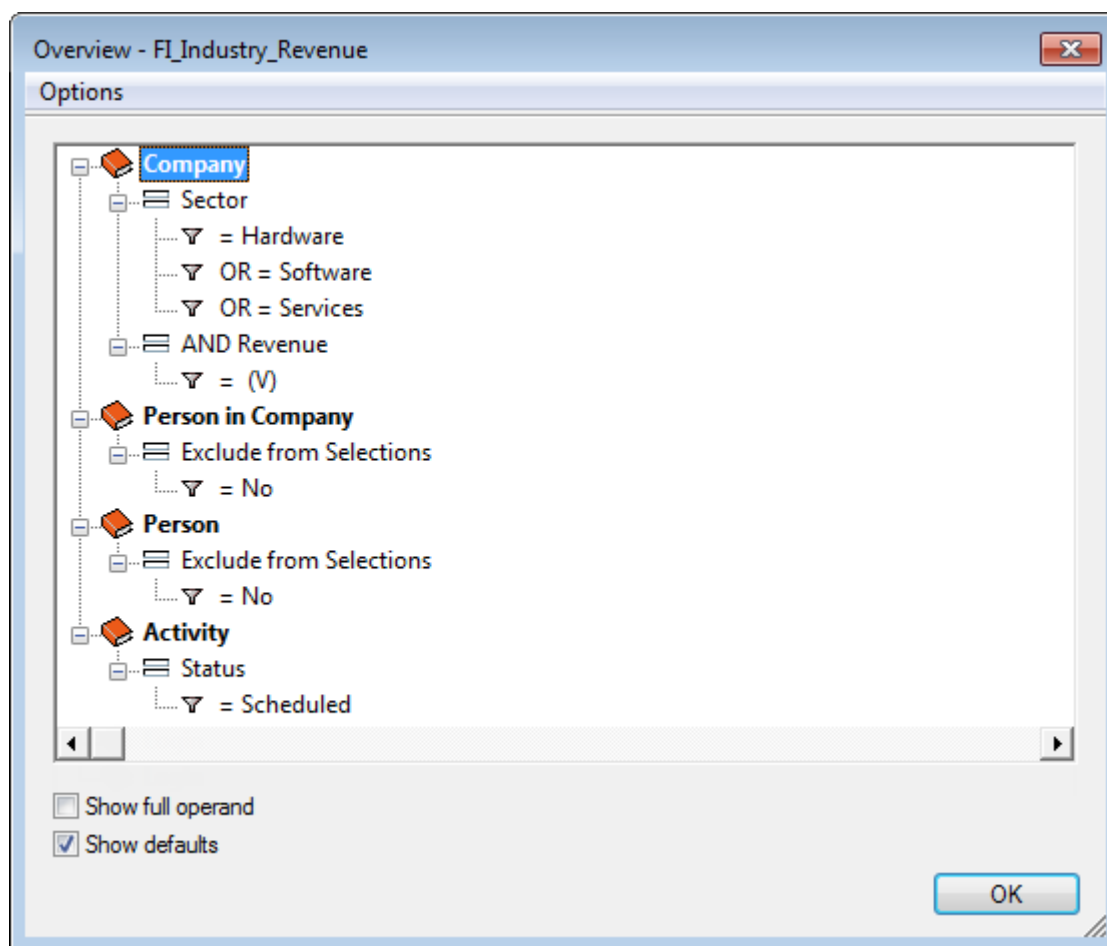 Overview - FI_Industry_Revenue
Options
Company
Sector
= Hardware
OR = Software
OR = Services
AND Revenue
= (V)
Person in Company
Exclude from Selections
= No
Person
Exclude from Selections
= No
Activity
Status
= Scheduled
Show full operand
Show defaults
OK